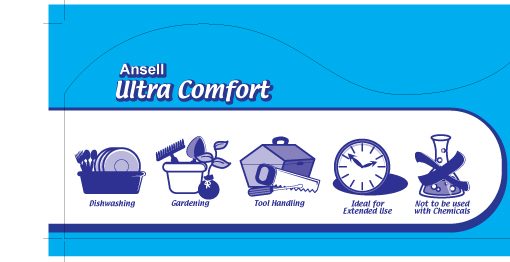 Ansell
Ultra Comfort
Dishwashing
Gardening
Tool Handling
Ideal for
Extended Use
Not to be used
with Chemicals